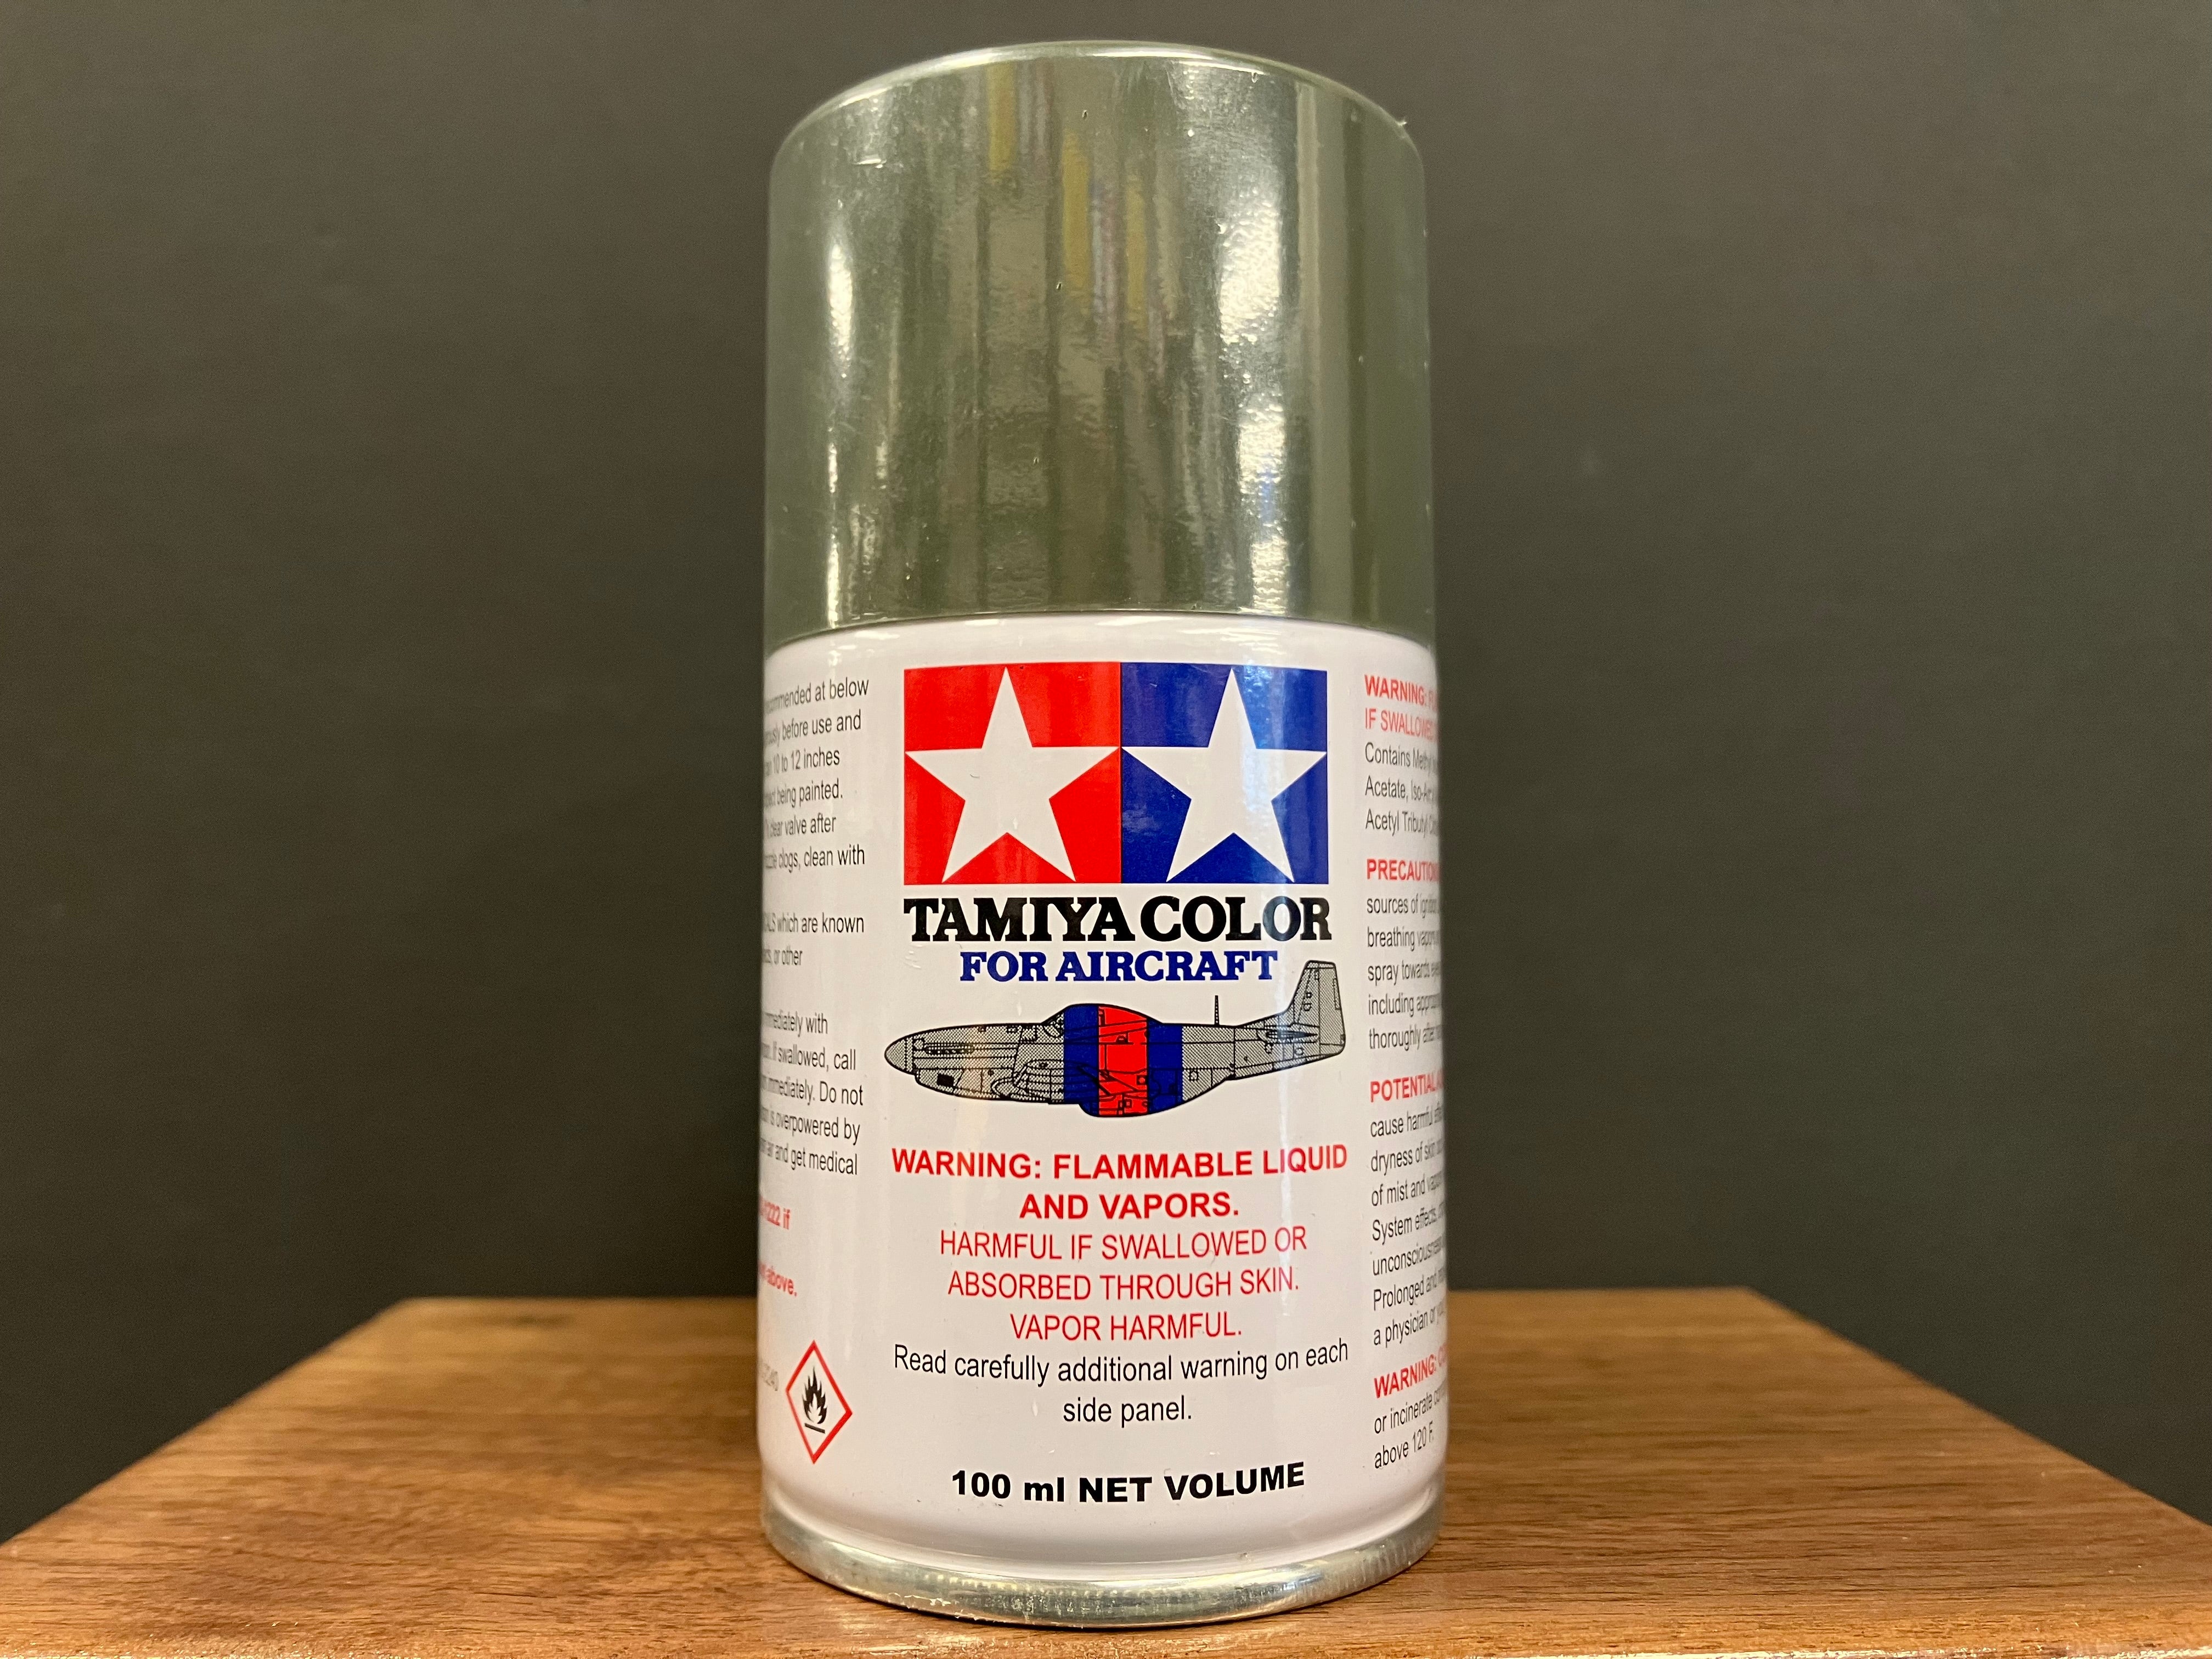 TAMIYA COLOR
FOR AIRCRAFT
WARNING: FLAMMABLE LIQUID
AND VAPORS.
HARMFUL IF SWALLOWED OR
ABSORBED THROUGH SKIN.
VAPOR HARMFUL.
Read carefully additional warning on each
side panel.
100 ml NET VOLUME
at below
before use and
10 to 12 inches
being painted.
valve after
clogs, clean with
which are known
or other
with
If swallowed, call
immediately. Do not
is overpowered by
and get medical
if
above.
WARNING:
IF SWALLOWED
Contains
Acetate,
Acetyl
PRECAUTION
sources of
breathing
spray towards
including
thoroughly
POTENTIAL
cause harmful
dryness of skin
of mist and
System effects,
Prolonged and
a physician or
WARNING:
or incinerate
above 120 F.